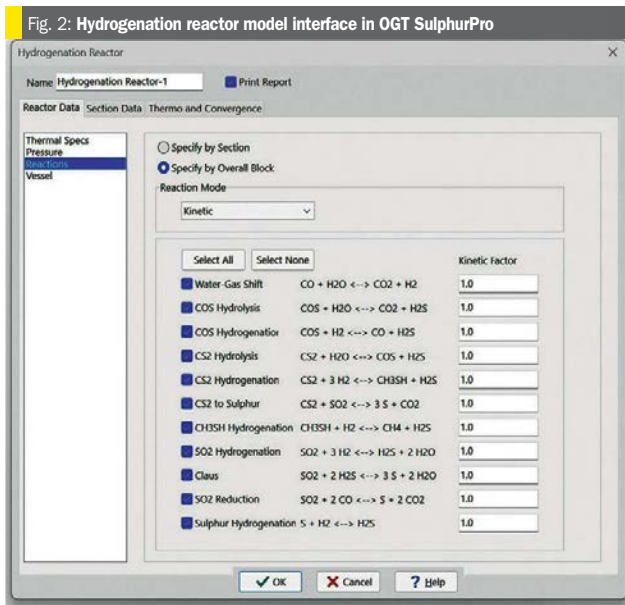 Fig. 2: Hydrogenation reactor model interface in OGT SulphurPro
Hydrogenation Reactor
Name Hydrogenation Reactor-1 Print Report
Reactor Data Section Data Thermo and Convergence
Thermal Specs
Pressure
Reactions
Vessel
Specify by Section
Specify by Overall Block
Reaction Mode
Kinetic
Select All Select None Kinetic Factor
Water-Gas Shift CO + H2O <--> CO2 + H2 1.0
COS Hydrolysis COS + H2O <--> CO2 + H2S 1.0
COS Hydrogenation COS + H2 <--> CO + H2S 1.0
CS2 Hydrolysis CS2 + H2O <--> COS + H2S 1.0
CS2 Hydrogenation CS2 + 3 H2 <--> CH3SH + H2S 1.0
CS2 to Sulphur CS2 + SO2 <--> 3 S + CO2 1.0
CH3SH Hydrogenation CH3SH + H2 <--> CH4 + H2S 1.0
SO2 Hydrogenation SO2 + 3 H2 <--> H2S + 2 H2O 1.0
Claus SO2 + 2 H2S <--> 3 S + 2 H2O 1.0
SO2 Reduction SO2 + 2 CO <--> S + 2 CO2 1.0
Sulphur Hydrogenation S + H2 <--> H2S 1.0
OK Cancel ? Help